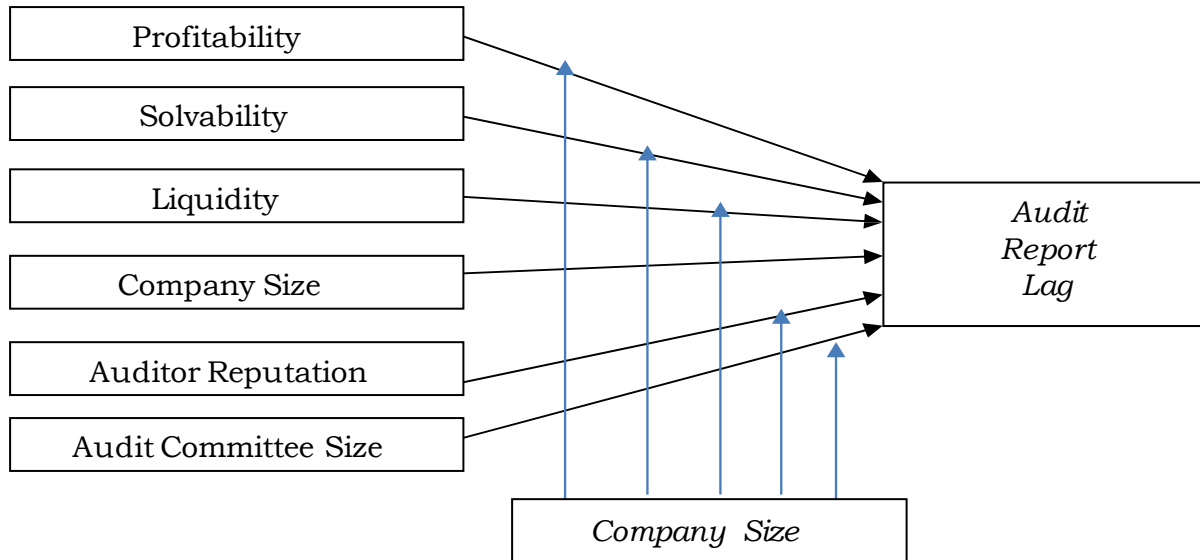 Profitability
Solvability
Liquidity
Company Size
Auditor Reputation
Audit Committee Size
Audit
Report
Lag
Company Size